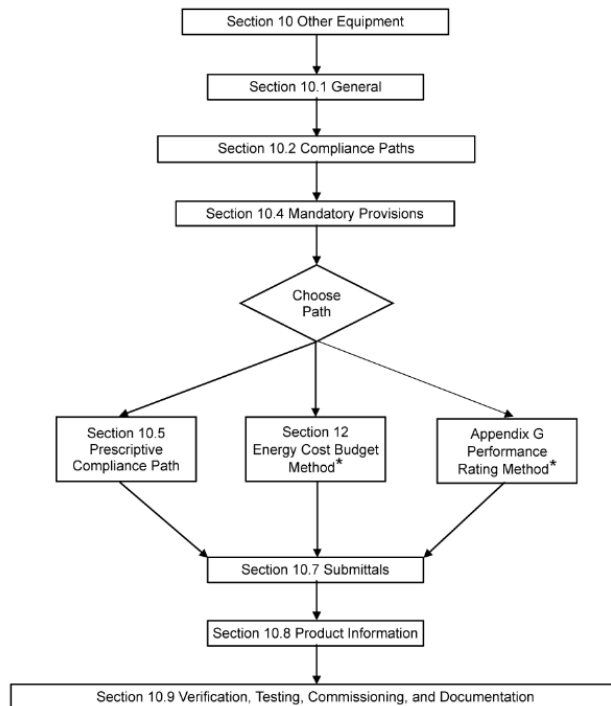 Section 10 Other Equipment
Section 10.1 General
Section 10.2 Compliance Paths
Section 10.4 Mandatory Provisions
Choose
Path
Section 10.5
Prescriptive
Compliance Path
Section 12
Energy Cost Budget
Method*
Appendix G
Performance
Rating Method*
Section 10.7 Submittals
Section 10.8 Product Information
Section 10.9 Verification, Testing, Commissioning, and Documentation